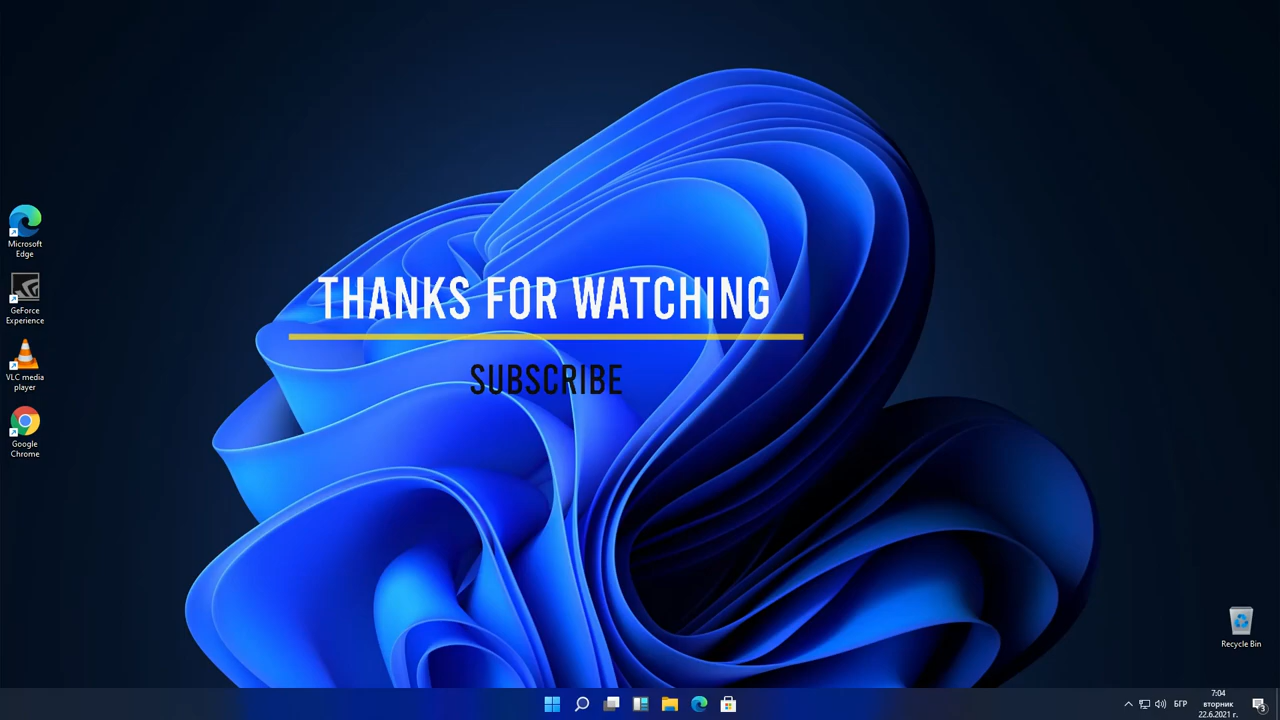 THANKS FOR WATCHING
SUBSCRIBE
Microsoft
Edge
GeForce
Experience
VLC media
player
Google
Chrome
Recycle Bin
БГР
7:04
вторник
22.6.2021 г.
3